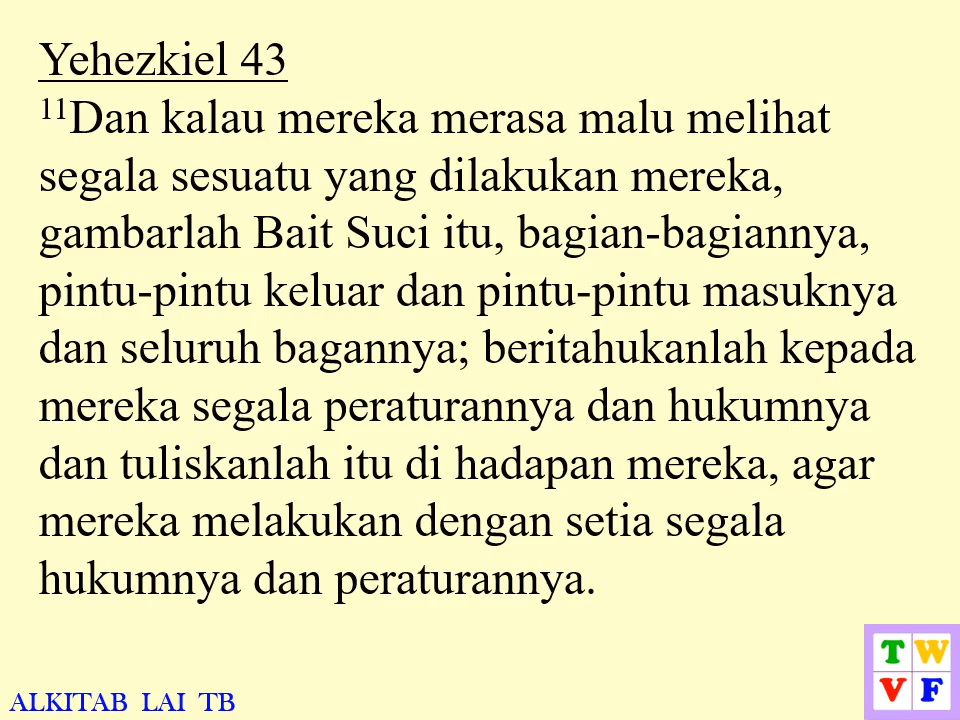 Yehezkiel 43
11Dan kalau mereka merasa malu melihat
segala sesuatu yang dilakukan mereka,
gambarlah Bait Suci itu, bagian-bagiannya,
pintu-pintu keluar dan pintu-pintu masuknya
dan seluruh bagannya; beritahukanlah kepada
mereka segala peraturannya dan hukumnya
dan tuliskanlah itu di hadapan mereka, agar
mereka melakukan dengan setia segala
hukumnya dan peraturannya.
T W
V F
ALKITAB LAI TB